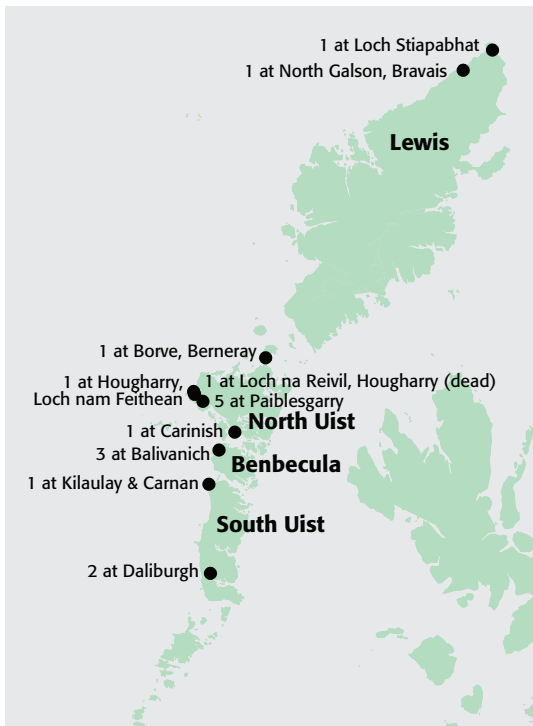 1 at Loch Stiapabhat
1 at North Galson, Bravais
Lewis
1 at Borve, Berneray
1 at Hougharry,
Loch nam Feithean
1 at Loch na Reivil, Hougharry (dead)
5 at Paiblesgarry
North Uist
1 at Carinish
3 at Balivanich
Benbecula
1 at Kilaulay & Carnan
South Uist
2 at Daliburgh